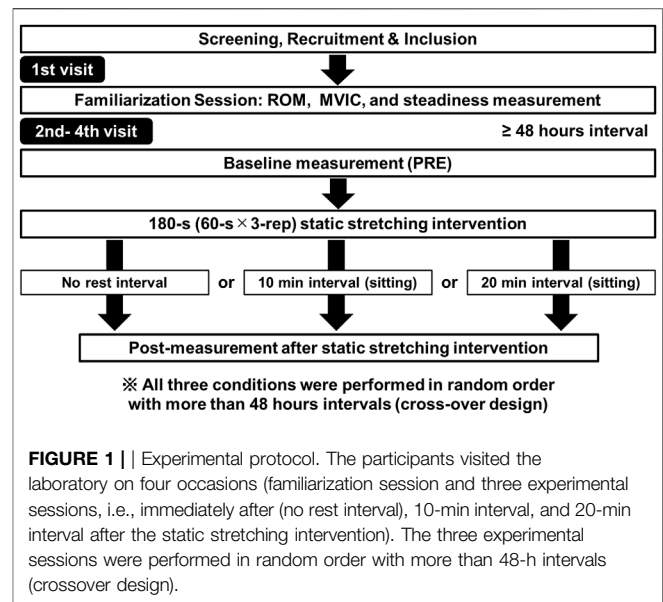 Screening, Recruitment & Inclusion
1st visit
Familiarization Session: ROM, MVIC, and steadiness measurement
2nd- 4th visit
≥ 48 hours interval
Baseline measurement (PRE)
180-s (60-s × 3-rep) static stretching intervention
No rest interval or 10 min interval (sitting) or 20 min interval (sitting)
Post-measurement after static stretching intervention
※ All three conditions were performed in random order
with more than 48 hours intervals (cross-over design)
FIGURE 1 | | Experimental protocol. The participants visited the
laboratory on four occasions (familiarization session and three experimental
sessions, i.e., immediately after (no rest interval), 10-min interval, and 20-min
interval after the static stretching intervention). The three experimental
sessions were performed in random order with more than 48-h intervals
(crossover design).